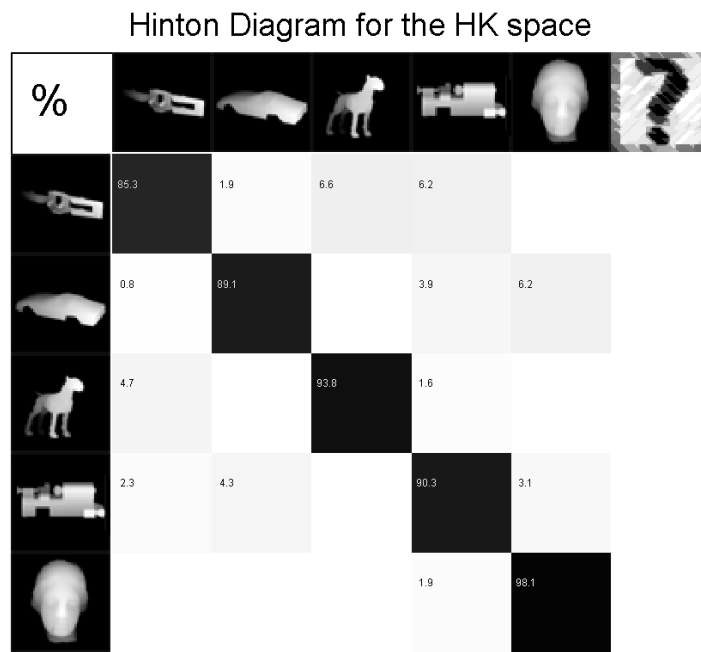 Hinton Diagram for the HK space
% ?
85.3 1.9 6.6 6.2
0.8 89.1 3.9 6.2
4.7 93.8 1.6
2.3 4.3 90.3 3.1
1.9 98.1